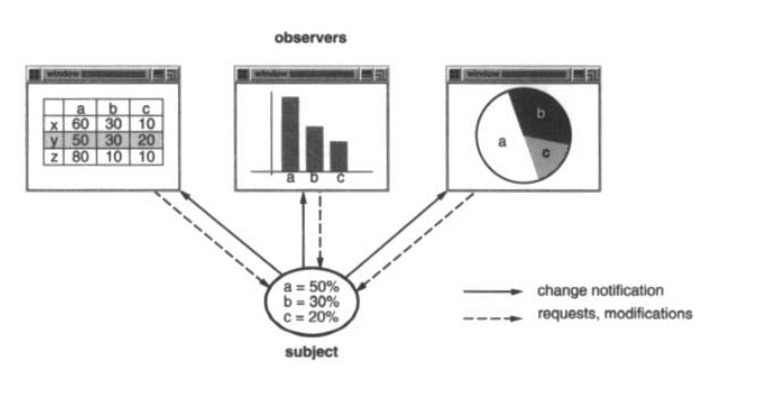 observers
window
window
window
a b c
x 60 30 10
y 50 30 20
z 80 10 10
a b c
a
b
c
a = 50%
b = 30%
c = 20%
subject
change notification
requests, modifications